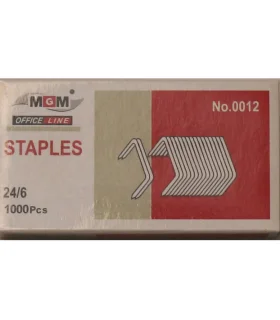 MGM
OFFICE-LINE
No.0012
STAPLES
24/6
1000Pcs